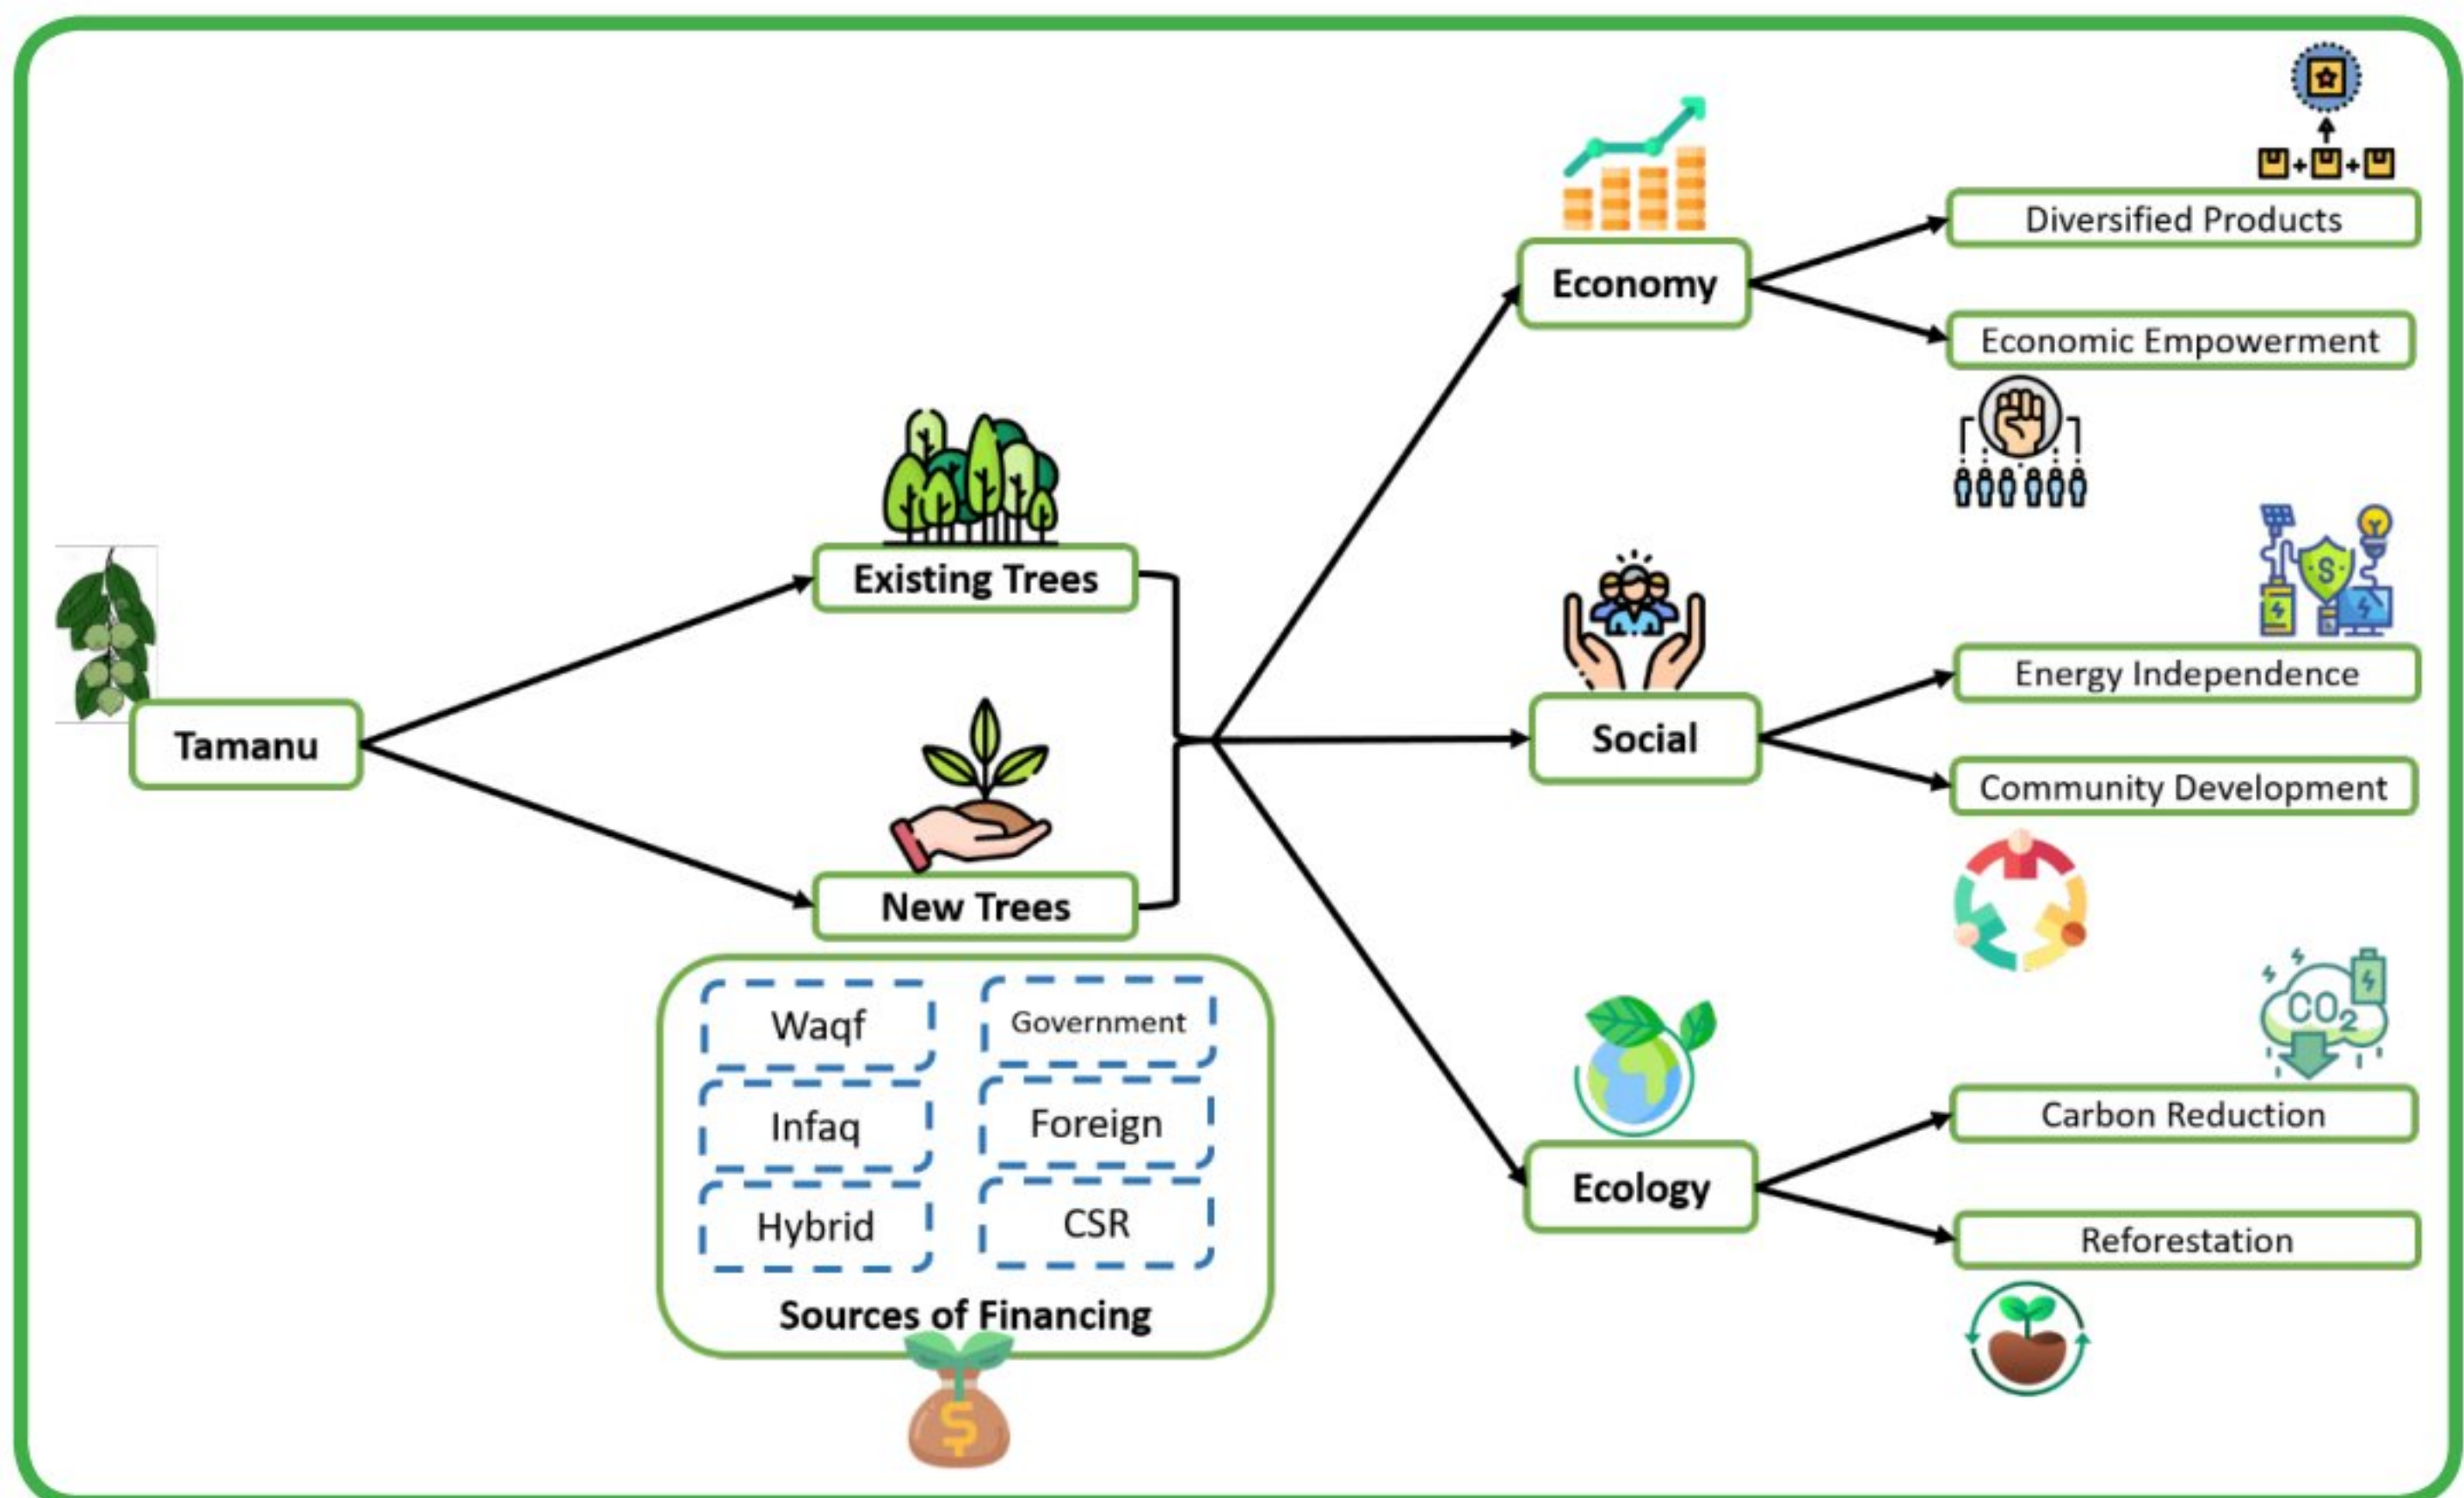 Tamanu
Existing Trees
New Trees
Waqf
Government
Infaq
Foreign
Hybrid
CSR
Sources of Financing
$
Economy
Diversified Products
Economic Empowerment
Social
S
Energy Independence
Community Development
Ecology
CO2
Carbon Reduction
Reforestation